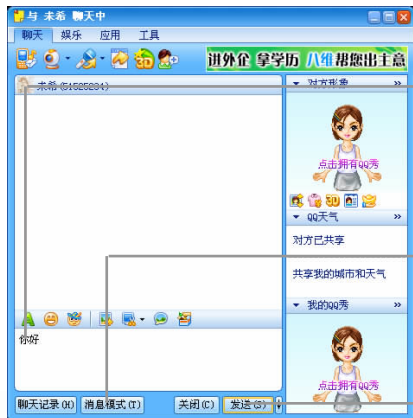 与 未希 聊天中
聊天 娱乐 应用 工具
进外企 拿学历 八维帮您出主意
未希(51525234)
对方形象 »
点击拥有QQ秀
3D
QQ天气 »
对方已共享
共享我的城市和天气
我的QQ秀 »
你好
点击拥有QQ秀
聊天记录(H) 消息模式(T) 关闭(C) 发送(S)